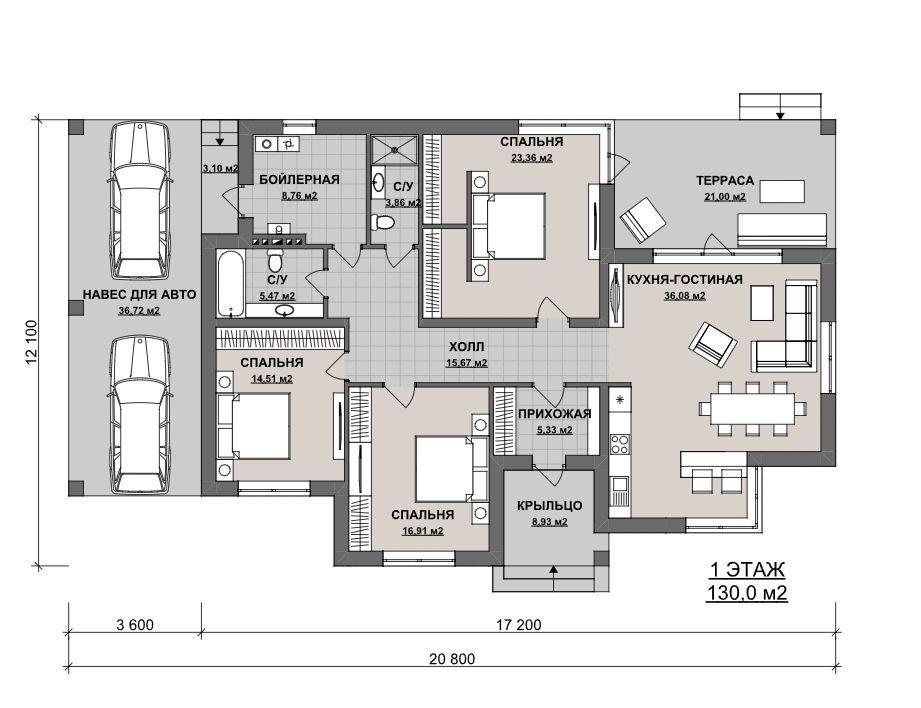 СПАЛЬНЯ
23,36 м2
3,10 м2
БОЙЛЕРНАЯ
8,76 м2
С/У
3,86 м2
ТЕРРАСА
21,00 м2
НАВЕС ДЛЯ АВТО
36,72 м2
С/У
5,47 м2
КУХНЯ-ГОСТИНАЯ
36,08 м2
12 100
ХОЛЛ
15,67 м2
СПАЛЬНЯ
14,51 м2
ПРИХОЖАЯ
5,33 м2
СПАЛЬНЯ
16,91 м2
КРЫЛЬЦО
8,93 м2
1 ЭТАЖ
130,0 м2
3 600
17 200
20 800